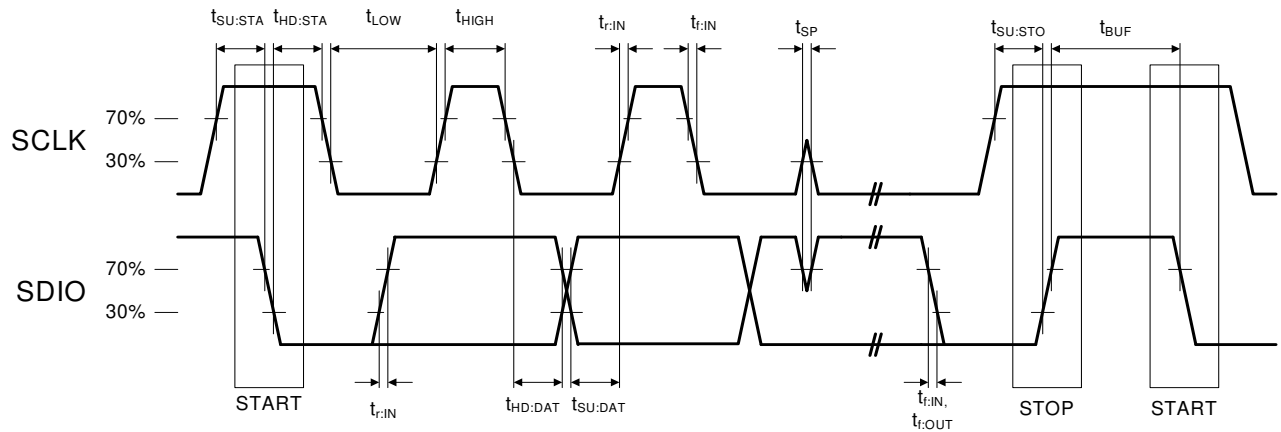 tSU:STA tHD:STA tLOW tHIGH tr:IN tf:IN tSP tSU:STO tBUF
SCLK
70%
30%
SDIO
70%
30%
START
tr:IN
tHD:DAT tSU:DAT
tf:IN,
tf:OUT
STOP
START